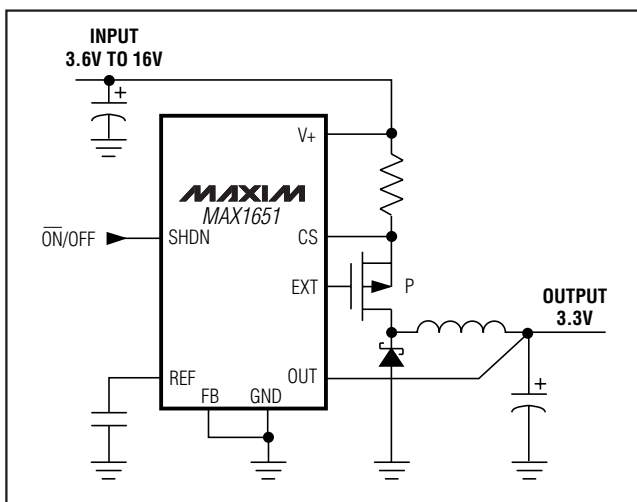 INPUT
3.6V TO 16V
+
V+
MAXIM
MAX1651
ON/OFF
SHDN
CS
EXT
P
OUTPUT
3.3V
REF
OUT
FB
GND
+